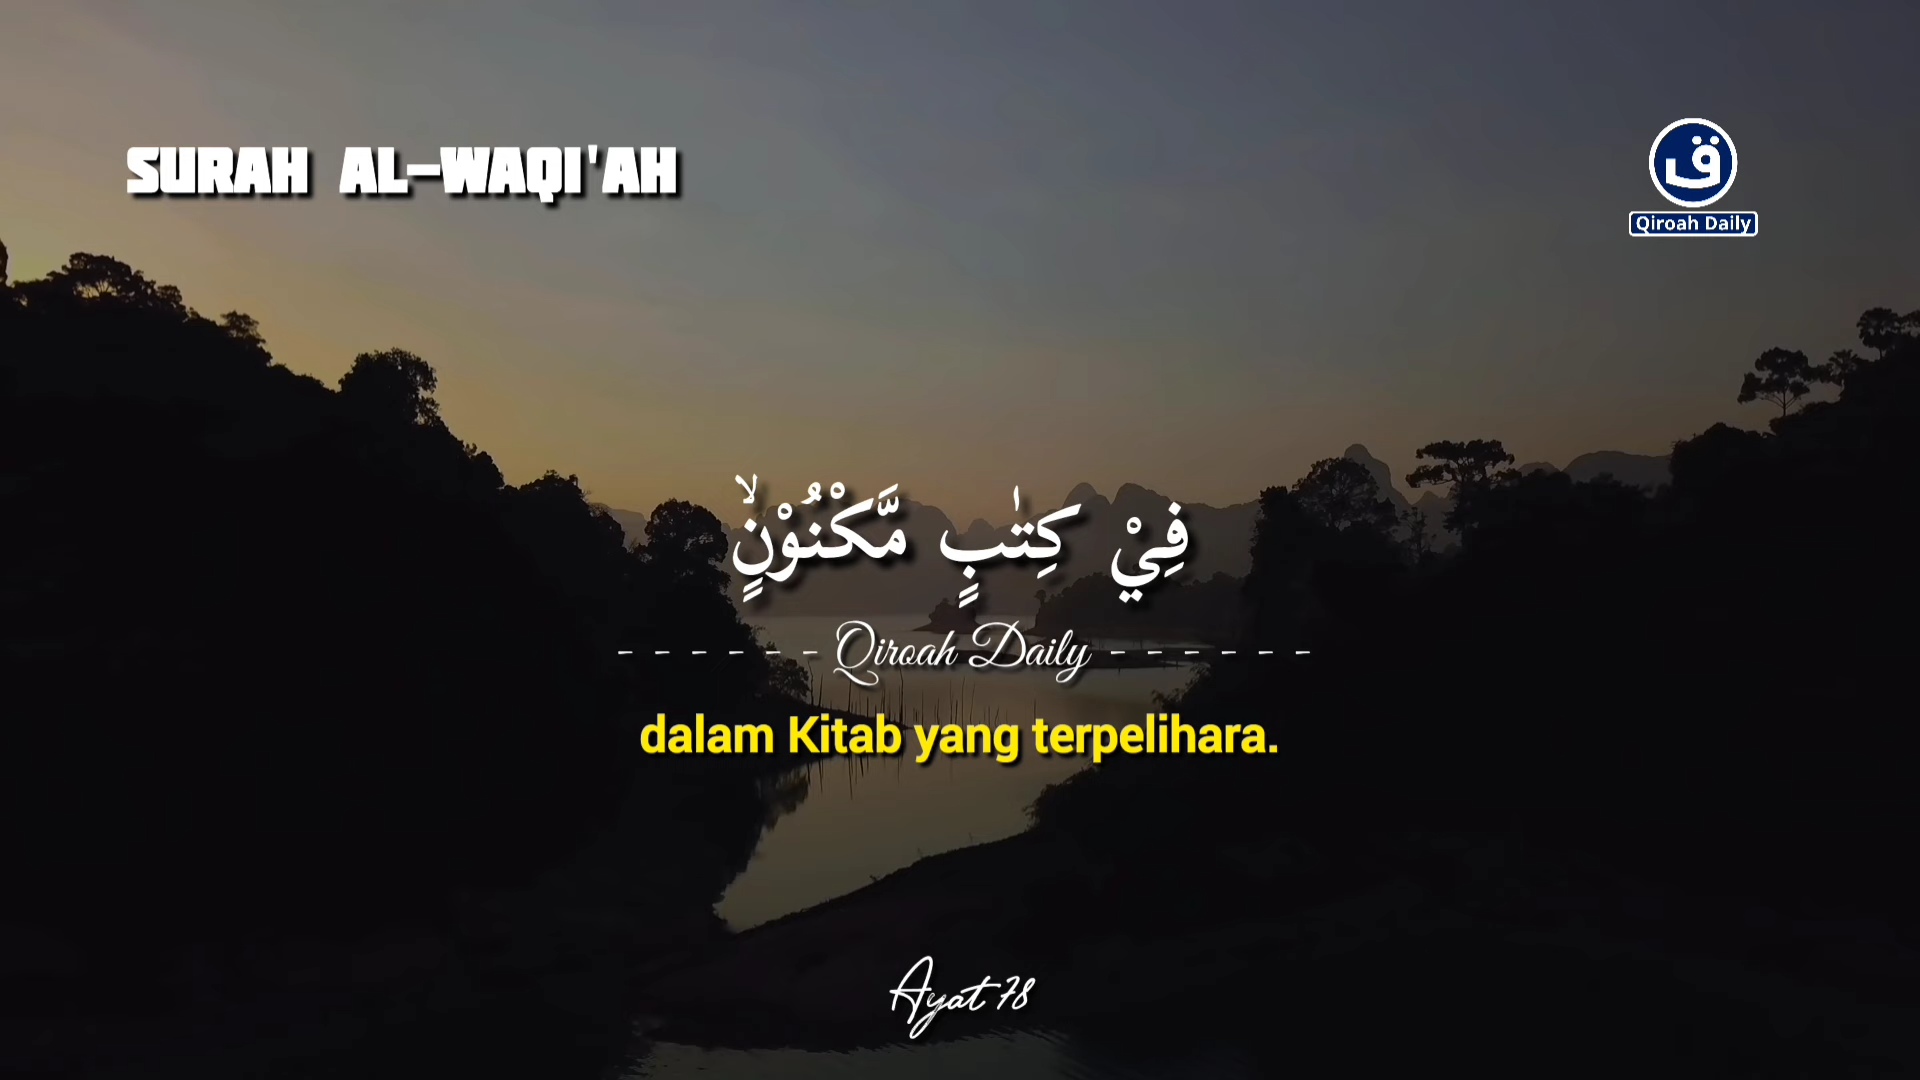 SURAH AL-WAQI'AH
ق
Qiroah Daily
فِيْ كِتٰبٍ مَّكْنُوْنٍۙ
------ Qiroah Daily ------
dalam Kitab yang terpelihara.
Ayat 78